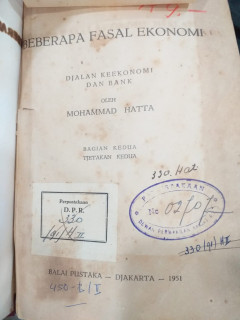 BEBERAPA FASAL EKONOMI
DJALAN KEEKONOMI
DAN BANK
OLEH
MOHAMMAD HATTA
BAGIAN KEDUA
TJETAKAN KEDUA
330.Hat
Perpustakaan
D.P.R.
330
No
BALAI PUSTAKA — DJAKARTA — 1951